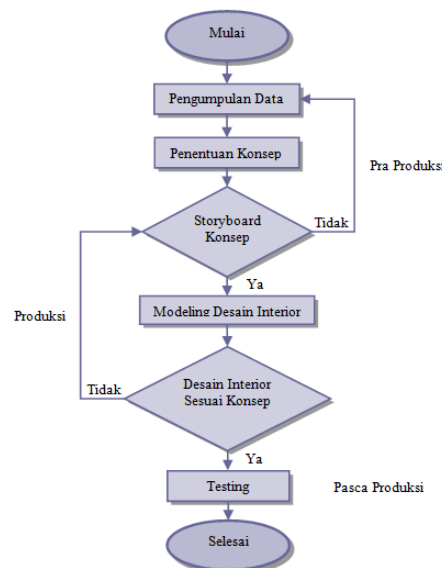 Mulai
Pengumpulan Data
Penentuan Konsep
Pra Produksi
Storyboard
Konsep
Tidak
Ya
Produksi
Modeling Desain Interior
Desain Interior
Sesuai Konsep
Tidak
Ya
Testing
Pasca Produksi
Selesai